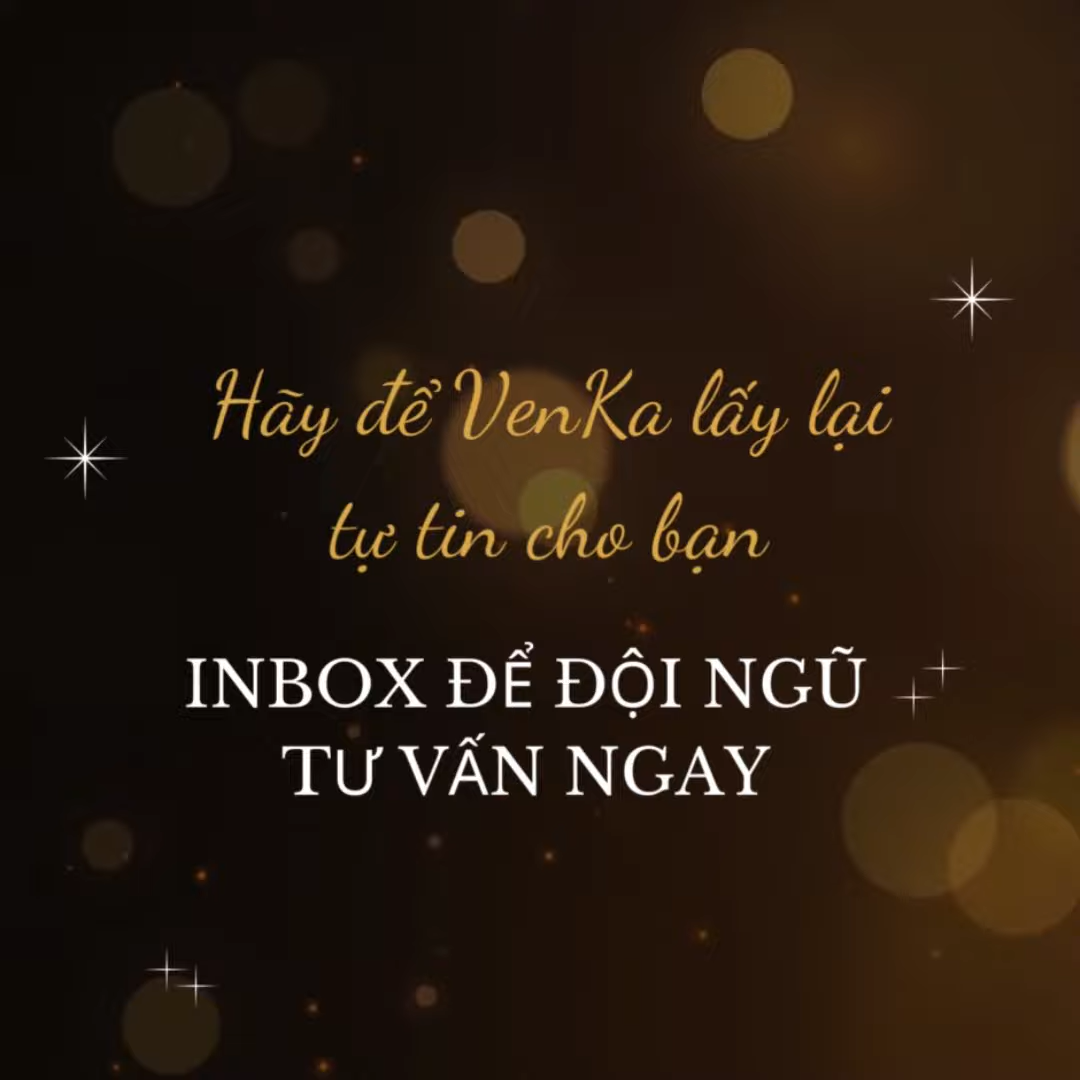 Hãy để VenKa lấy lại
tự tin cho bạn
INBOX ĐỂ ĐỘI NGŨ
TƯ VẤN NGAY